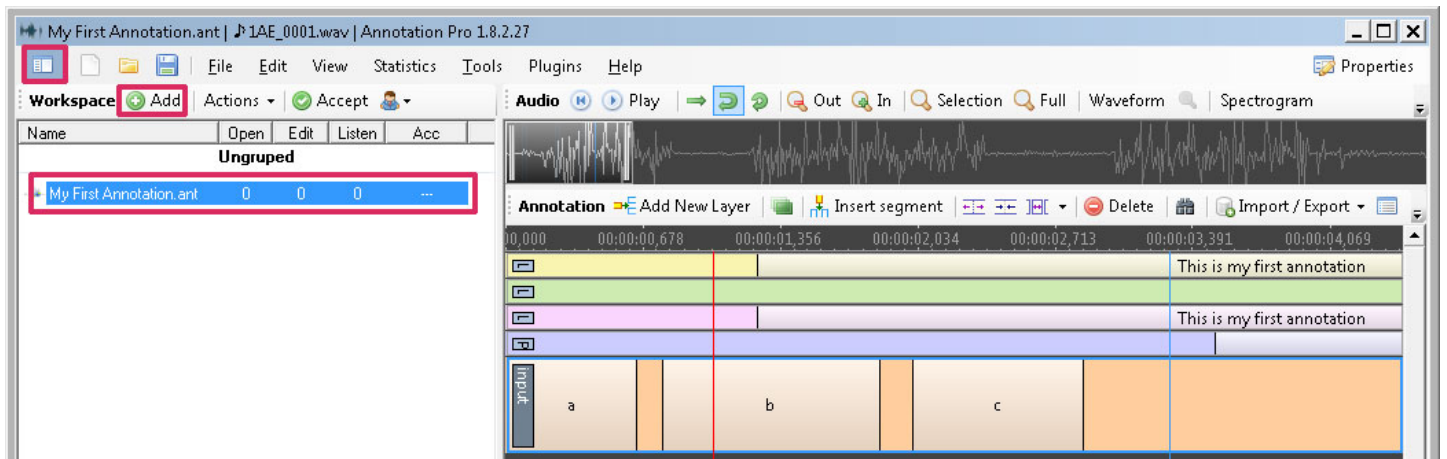 My First Annotation.ant | 1AE_0001.wav | Annotation Pro 1.8.2.27
File Edit View Statistics Tools Plugins Help Properties
Workspace Add Actions Accept
Audio Play Out In Selection Full Waveform Spectrogram
Name Open Edit Listen Acc
Ungruped
My First Annotation.ant 0 0 0 ---
Annotation Add New Layer Insert segment Delete Import / Export
00,000 00:00:00,678 00:00:01,356 00:00:02,034 00:00:02,713 00:00:03,391 00:00:04,069
This is my first annotation
This is my first annotation
input a b c